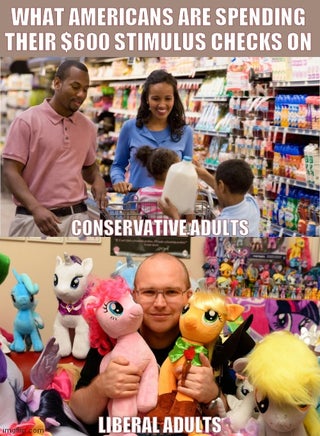 WHAT AMERICANS ARE SPENDING
THEIR $600 STIMULUS CHECKS ON
CONSERVATIVE ADULTS
LIBERAL ADULTS
imgflip.com